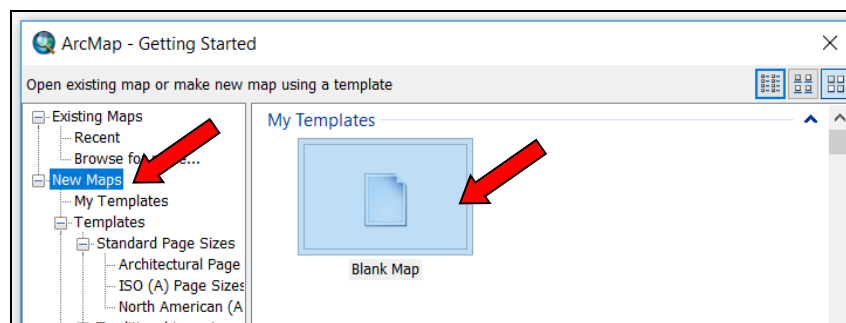 ArcMap - Getting Started
Open existing map or make new map using a template
Existing Maps
Recent
Browse for
New Maps
My Templates
Templates
Standard Page Sizes
Architectural Page
ISO (A) Page Sizes
North American (A
My Templates
Blank Map